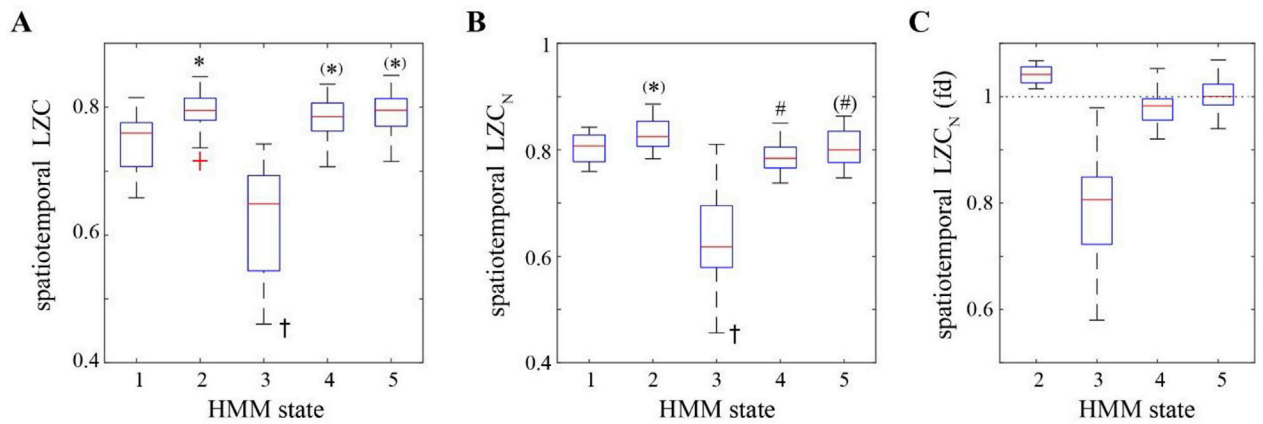 A
spatiotemporal LZC
0.8
0.6
0.4
*
(*)
(*)
†
1 2 3 4 5
HMM state
B
spatiotemporal LZC_N
1
0.8
0.6
0.4
(*)
#
(#)
†
1 2 3 4 5
HMM state
C
spatiotemporal LZC_N (fd)
1
0.8
0.6
2 3 4 5
HMM state